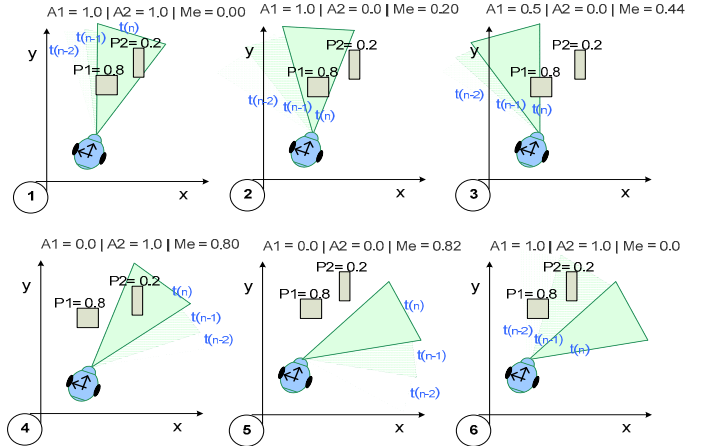 A1 = 1.0 | A2 = 1.0 | Me = 0.00
t(n)
t(n-1)
t(n-2)
P2= 0.2
P1= 0.8
y
x
1
A1 = 1.0 | A2 = 0.0 | Me = 0.20
y
P2= 0.2
P1= 0.8
t(n-2)
t(n-1)
t(n)
x
2
A1 = 0.5 | A2 = 0.0 | Me = 0.44
y
P2= 0.2
P1= 0.8
t(n-2)
t(n-1)
t(n)
x
3
A1 = 0.0 | A2 = 1.0 | Me = 0.80
y
P2= 0.2
P1= 0.8
t(n)
t(n-1)
t(n-2)
x
4
A1 = 0.0 | A2 = 0.0 | Me = 0.82
y
P2= 0.2
P1= 0.8
t(n)
t(n-1)
t(n-2)
x
5
A1 = 1.0 | A2 = 1.0 | Me = 0.0
y
P2= 0.2
P1= 0.8
t(n-2)
t(n-1)
t(n)
x
6